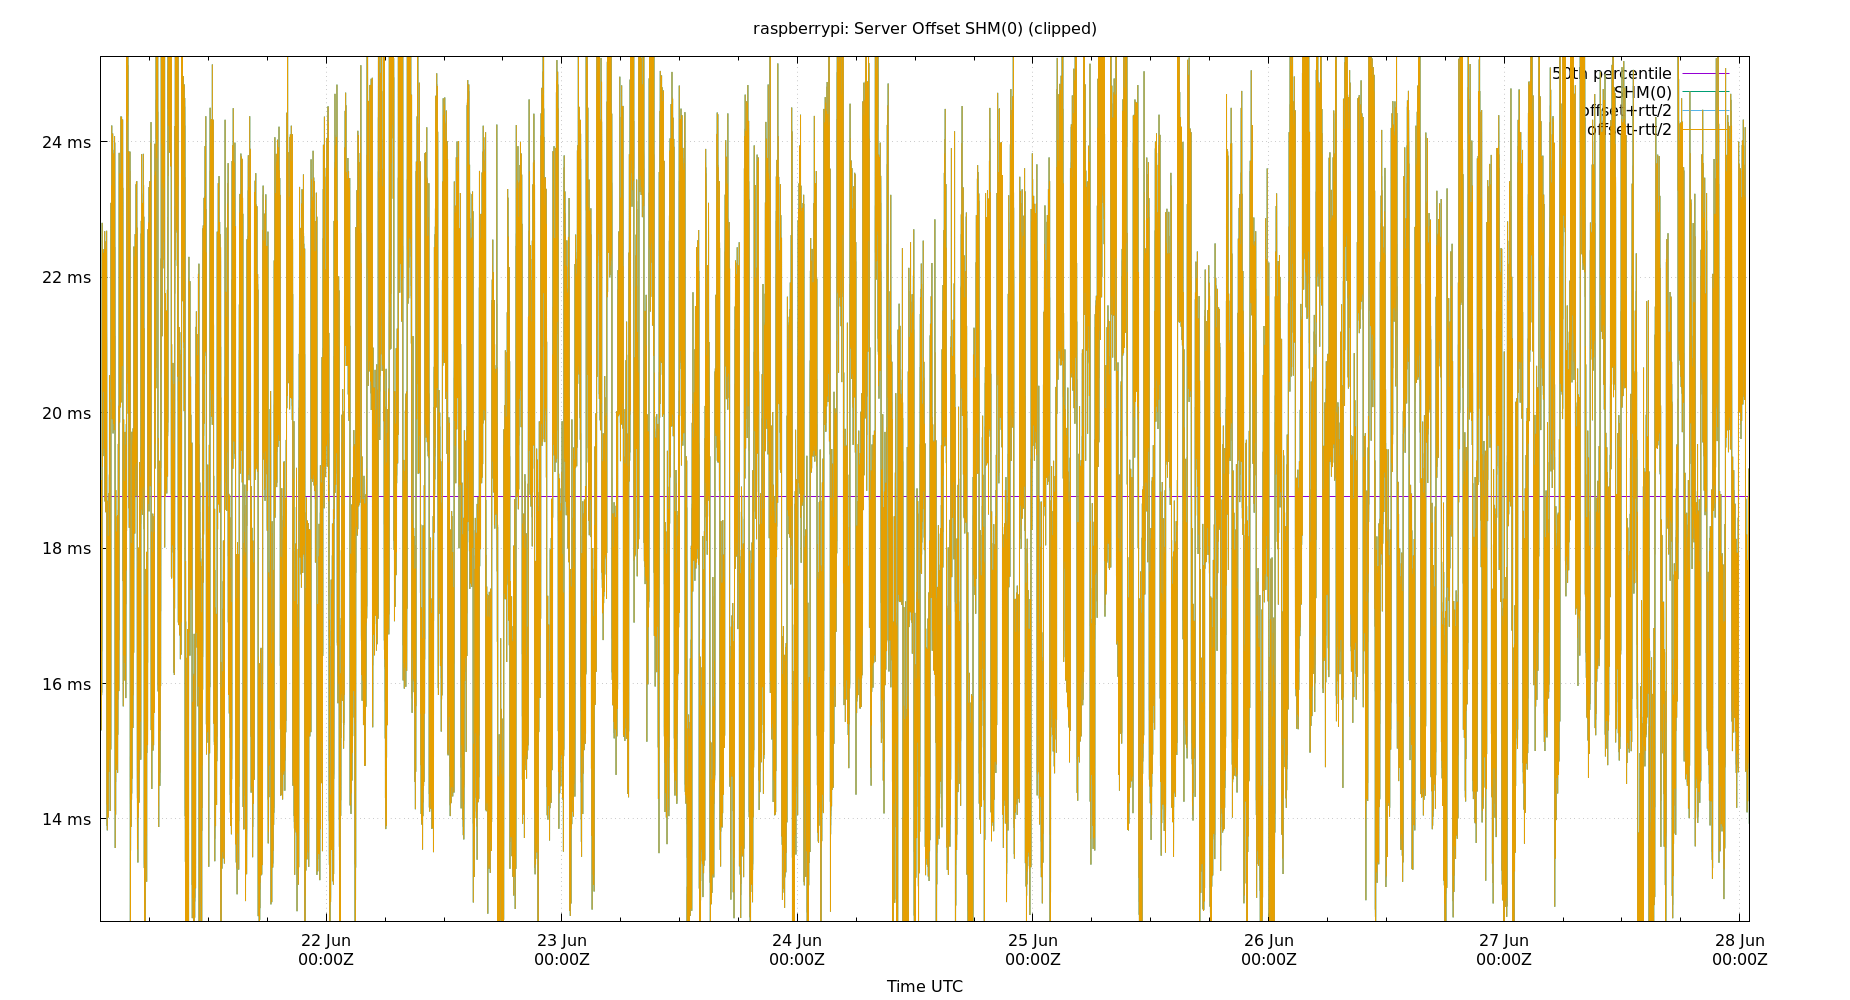 raspberrypi: Server Offset SHM(0) (clipped)
50th percentile
SHM(0)
offset+rtt/2
offset-rtt/2
24 ms
22 ms
20 ms
18 ms
16 ms
14 ms
22 Jun 23 Jun 24 Jun 25 Jun 26 Jun 27 Jun 28 Jun
00:00Z 00:00Z 00:00Z 00:00Z 00:00Z 00:00Z 00:00Z
Time UTC